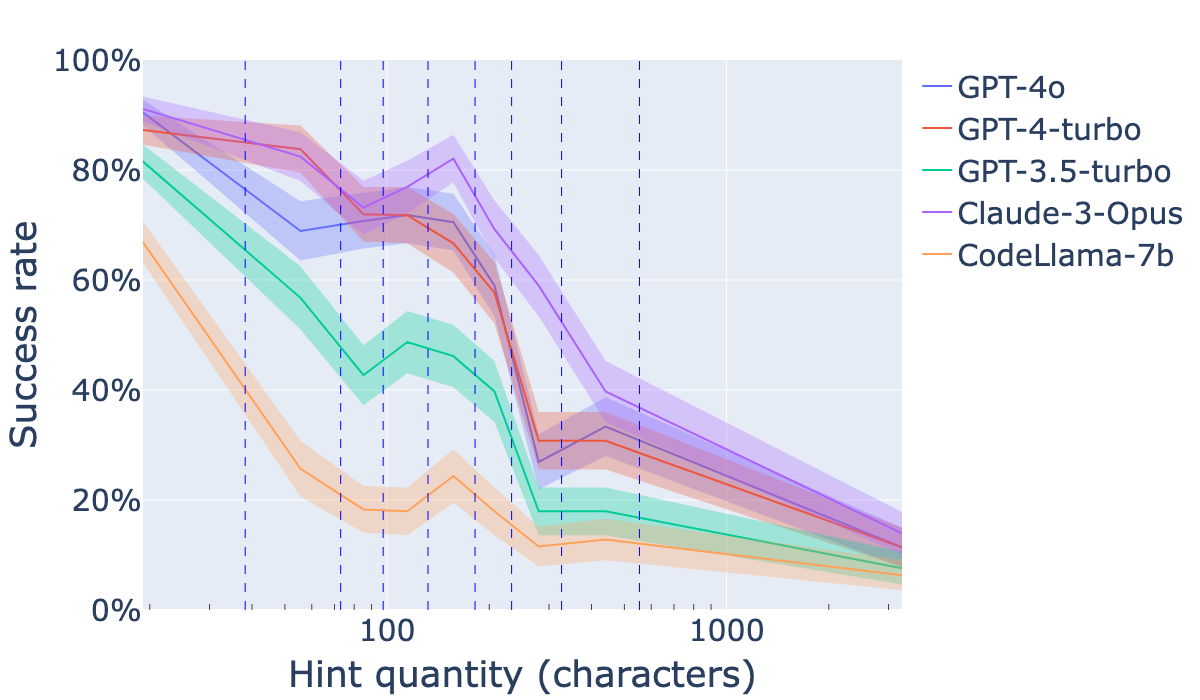 100%
80%
60%
40%
20%
0%
Success rate
100
1000
Hint quantity (characters)
GPT-4o
GPT-4-turbo
GPT-3.5-turbo
Claude-3-Opus
CodeLlama-7b